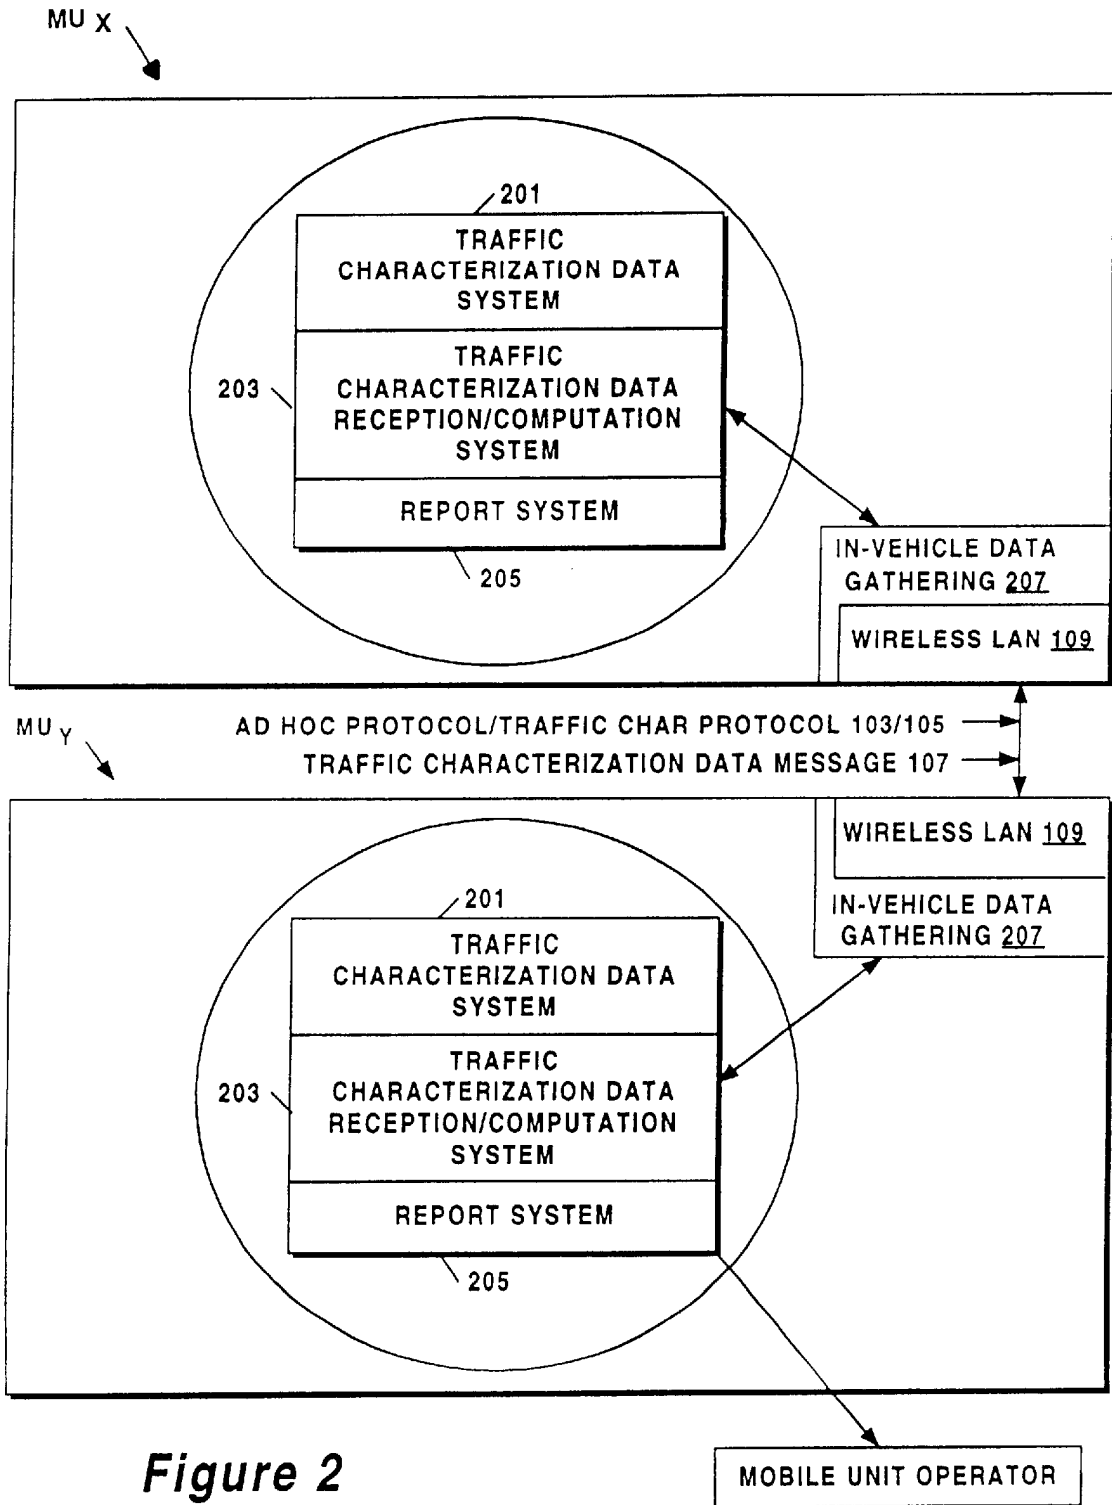 MU X
201
TRAFFIC
CHARACTERIZATION DATA
SYSTEM
TRAFFIC
203
CHARACTERIZATION DATA
RECEPTION/COMPUTATION
SYSTEM
REPORT SYSTEM
205
IN-VEHICLE DATA
GATHERING 207
WIRELESS LAN 109
MU Y
AD HOC PROTOCOL/TRAFFIC CHAR PROTOCOL 103/105
TRAFFIC CHARACTERIZATION DATA MESSAGE 107
WIRELESS LAN 109
IN-VEHICLE DATA
GATHERING 207
201
TRAFFIC
CHARACTERIZATION DATA
SYSTEM
TRAFFIC
203
CHARACTERIZATION DATA
RECEPTION/COMPUTATION
SYSTEM
REPORT SYSTEM
205
Figure 2
MOBILE UNIT OPERATOR